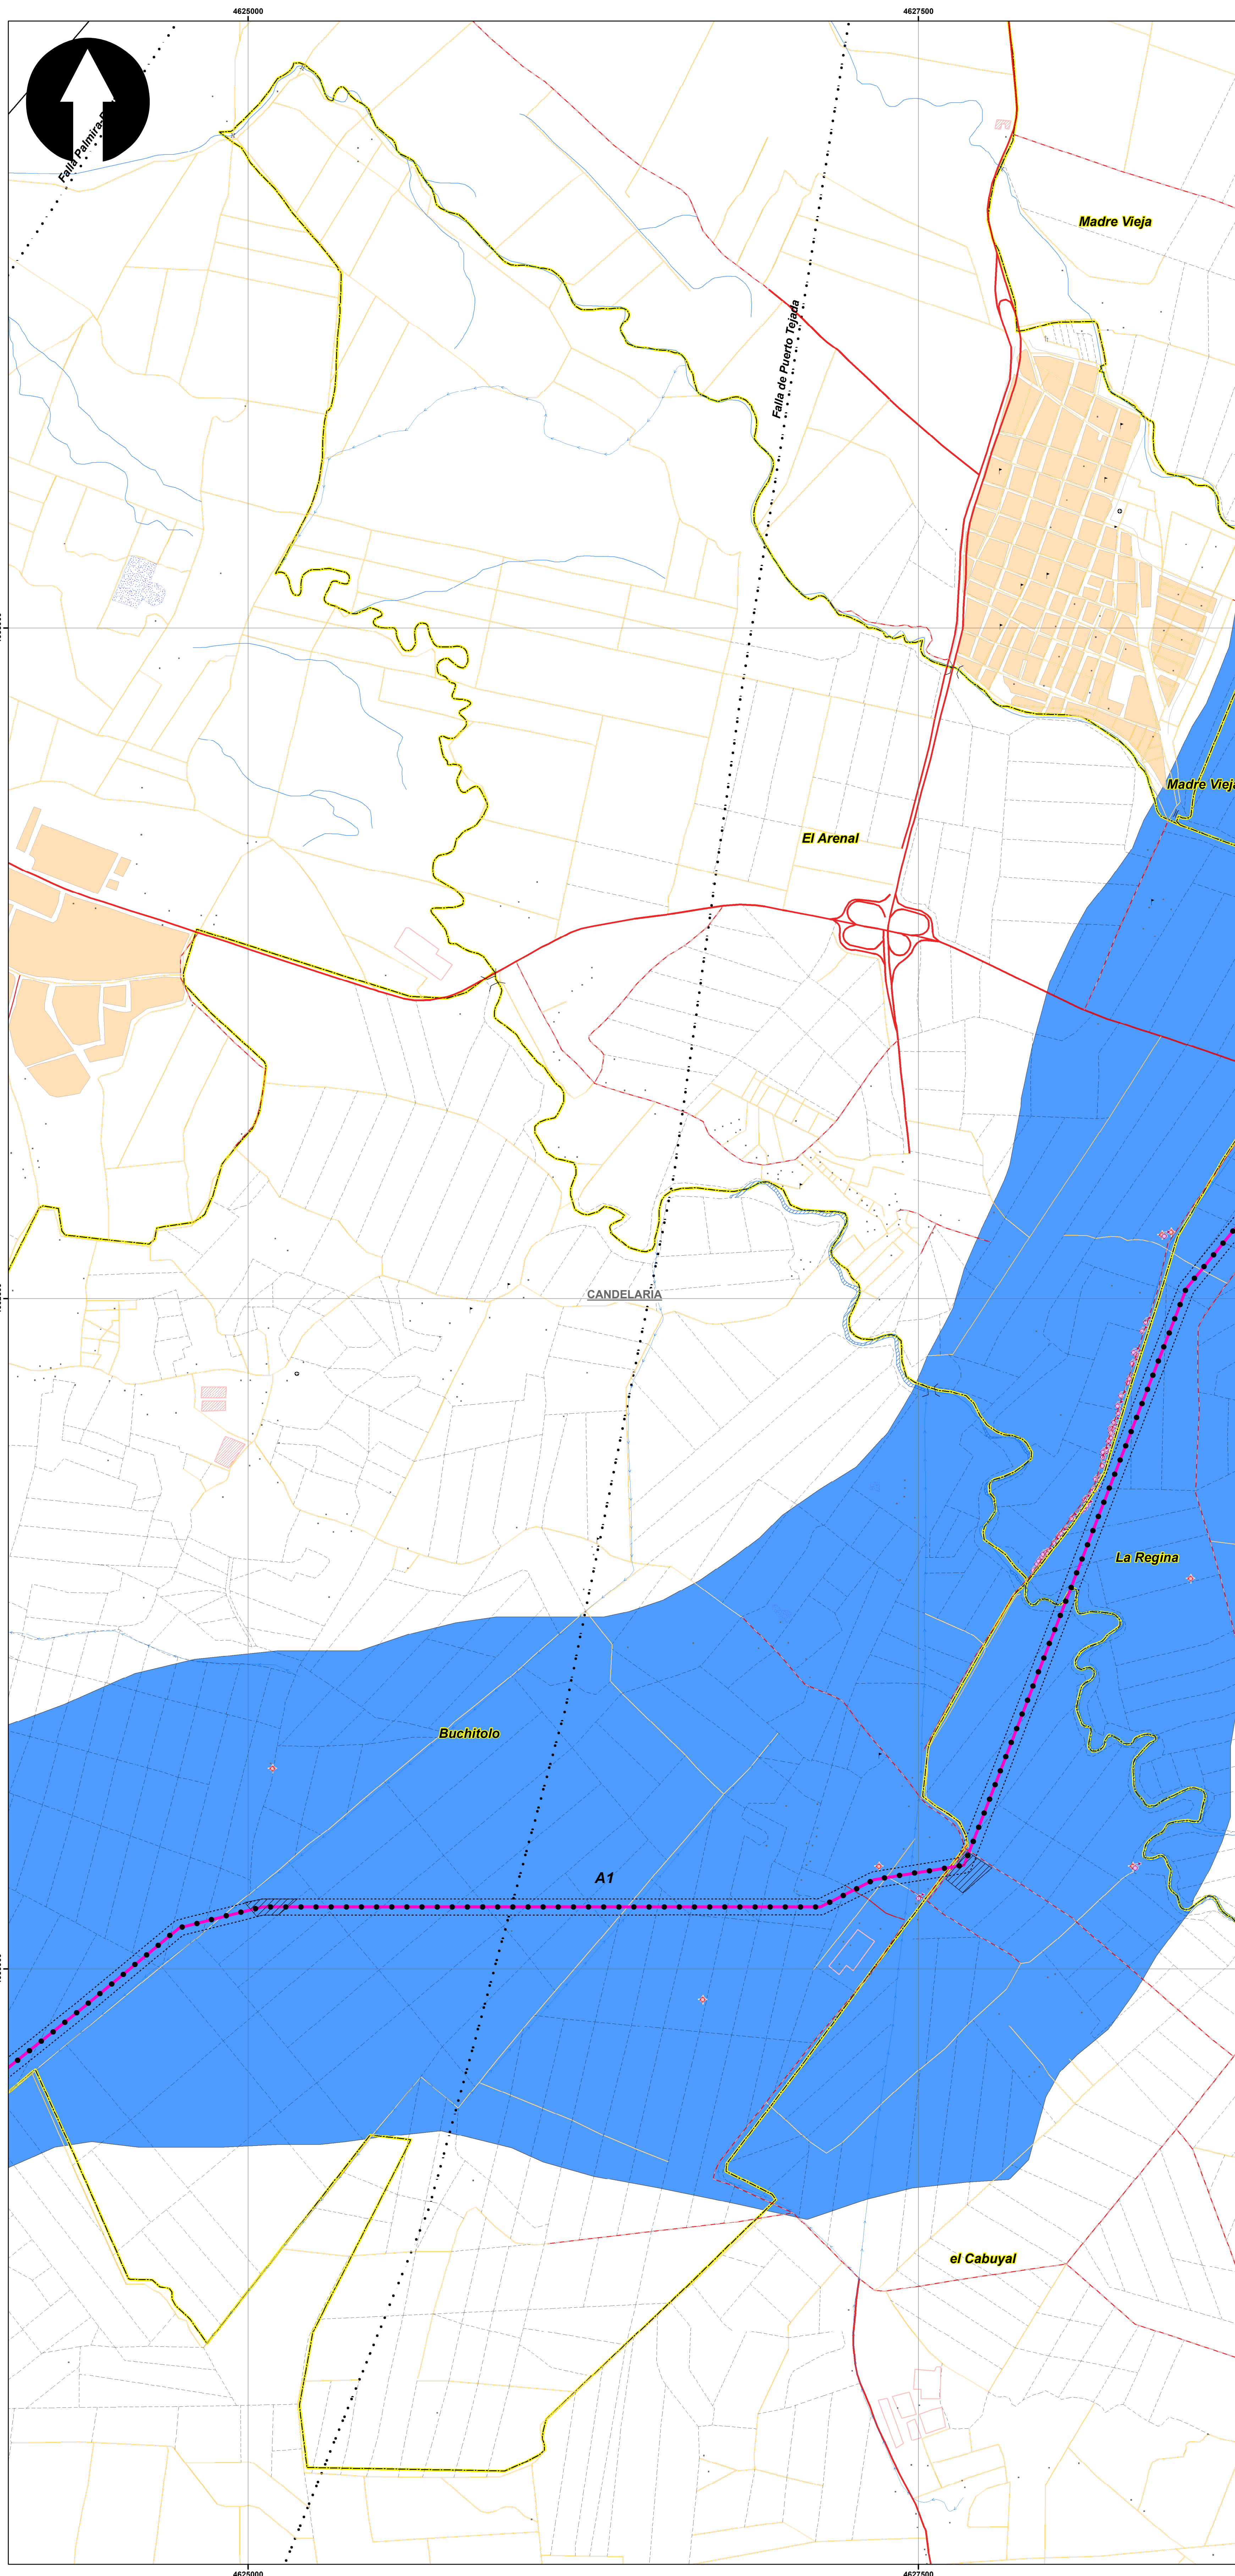 4625000
4627500
Falla Palmira-
Madre Vieja
Falla de Puerto Tejada
Madre Vieja
El Arenal
CANDELARIA
La Regina
Buchitolo
A1
el Cabuyal
4625000
4627500